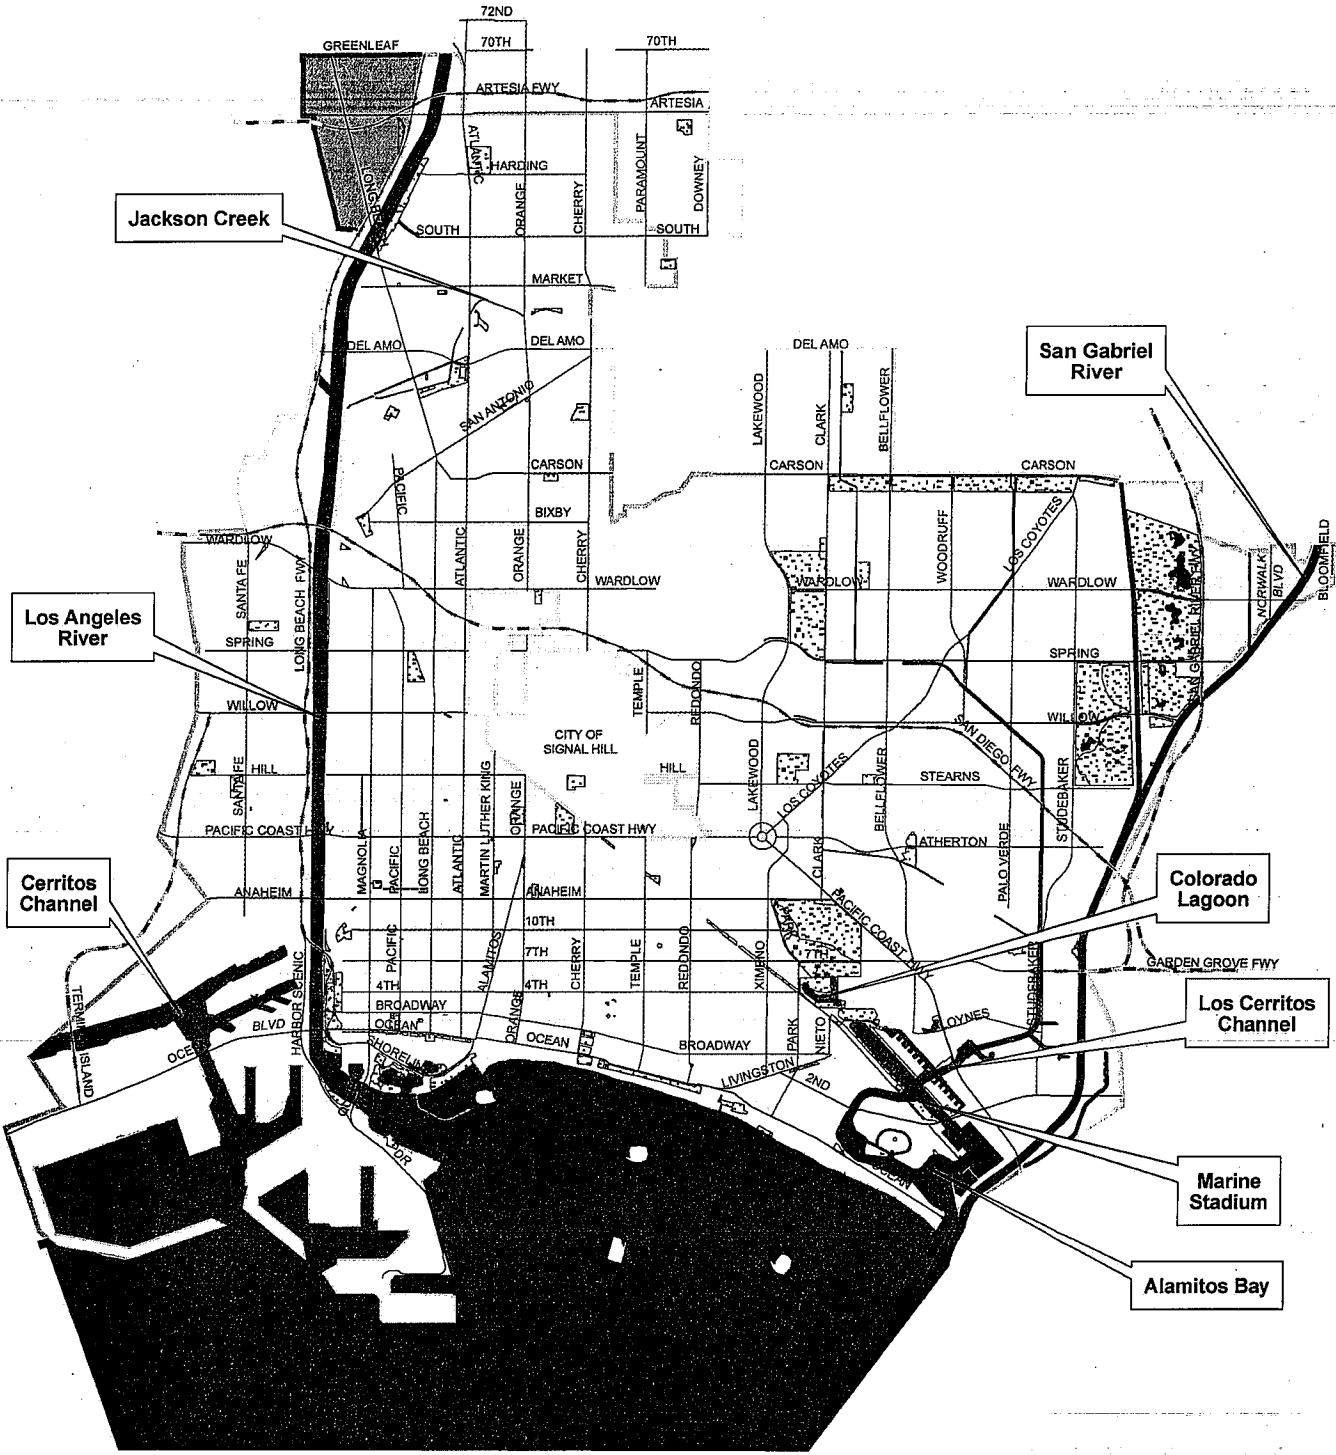 72ND
GREENLEAF
70TH
70TH
ARTESIA FWY
ARTESIA
ATLANTIC
HARDING
PARAMOUNT
DOWNEY
LONG BEACH
ORANGE
CHERRY
Jackson Creek
SOUTH
SOUTH
MARKET
DEL AMO
DEL AMO
DEL AMO
San Gabriel
River
SAN ANTONIO
LAKEWOOD
CLARK
BELLFLOWER
CARSON
CARSON
CARSON
PACIFIC
BIXBY
WARDLOW
ATLANTIC
ORANGE
CHERRY
WOODRUFF
LOS COYOTES
BLOOMFIELD
SANTA FE
LONG BEACH FWY
WARDLOW
WARDLOW
WARDLOW
SAN GABRIEL RIVER FWY
NORWALK
BLVD
Los Angeles
River
SPRING
SPRING
TEMPLE
REDONDO
WILLOW
WILLOW
CITY OF
SIGNAL HILL
SAN DIEGO FWY
SANTA FE
HILL
HILL
LAKEWOOD
LOS COYOTES
BELLFLOWER
STEARNS
STUDEBAKER
MARTIN LUTHER KING
ORANGE
PACIFIC COAST HWY
PACIFIC COAST HWY
MAGNOLIA
PACIFIC
LONG BEACH
ATLANTIC
CLARK
ATHERTON
PALO VERDE
Cerritos
Channel
ANAHEIM
ANAHEIM
PARK
PACIFIC COAST HWY
Colorado
Lagoon
10TH
PACIFIC
ALAMITOS
7TH
CHERRY
TEMPLE
REDONDO
XIMENO
7TH
STUDEBAKER
GARDEN GROVE FWY
TERMINAL ISLAND
HARBOR SCENIC
4TH
4TH
BROADWAY
ORANGE
Los Cerritos
Channel
OCEAN
BLVD
OCEAN
SHORELINE
OCEAN
BROADWAY
PARK
NIETO
LOYNES
LIVINGSTON
2ND
DR
OCEAN
Marine
Stadium
Alamitos Bay